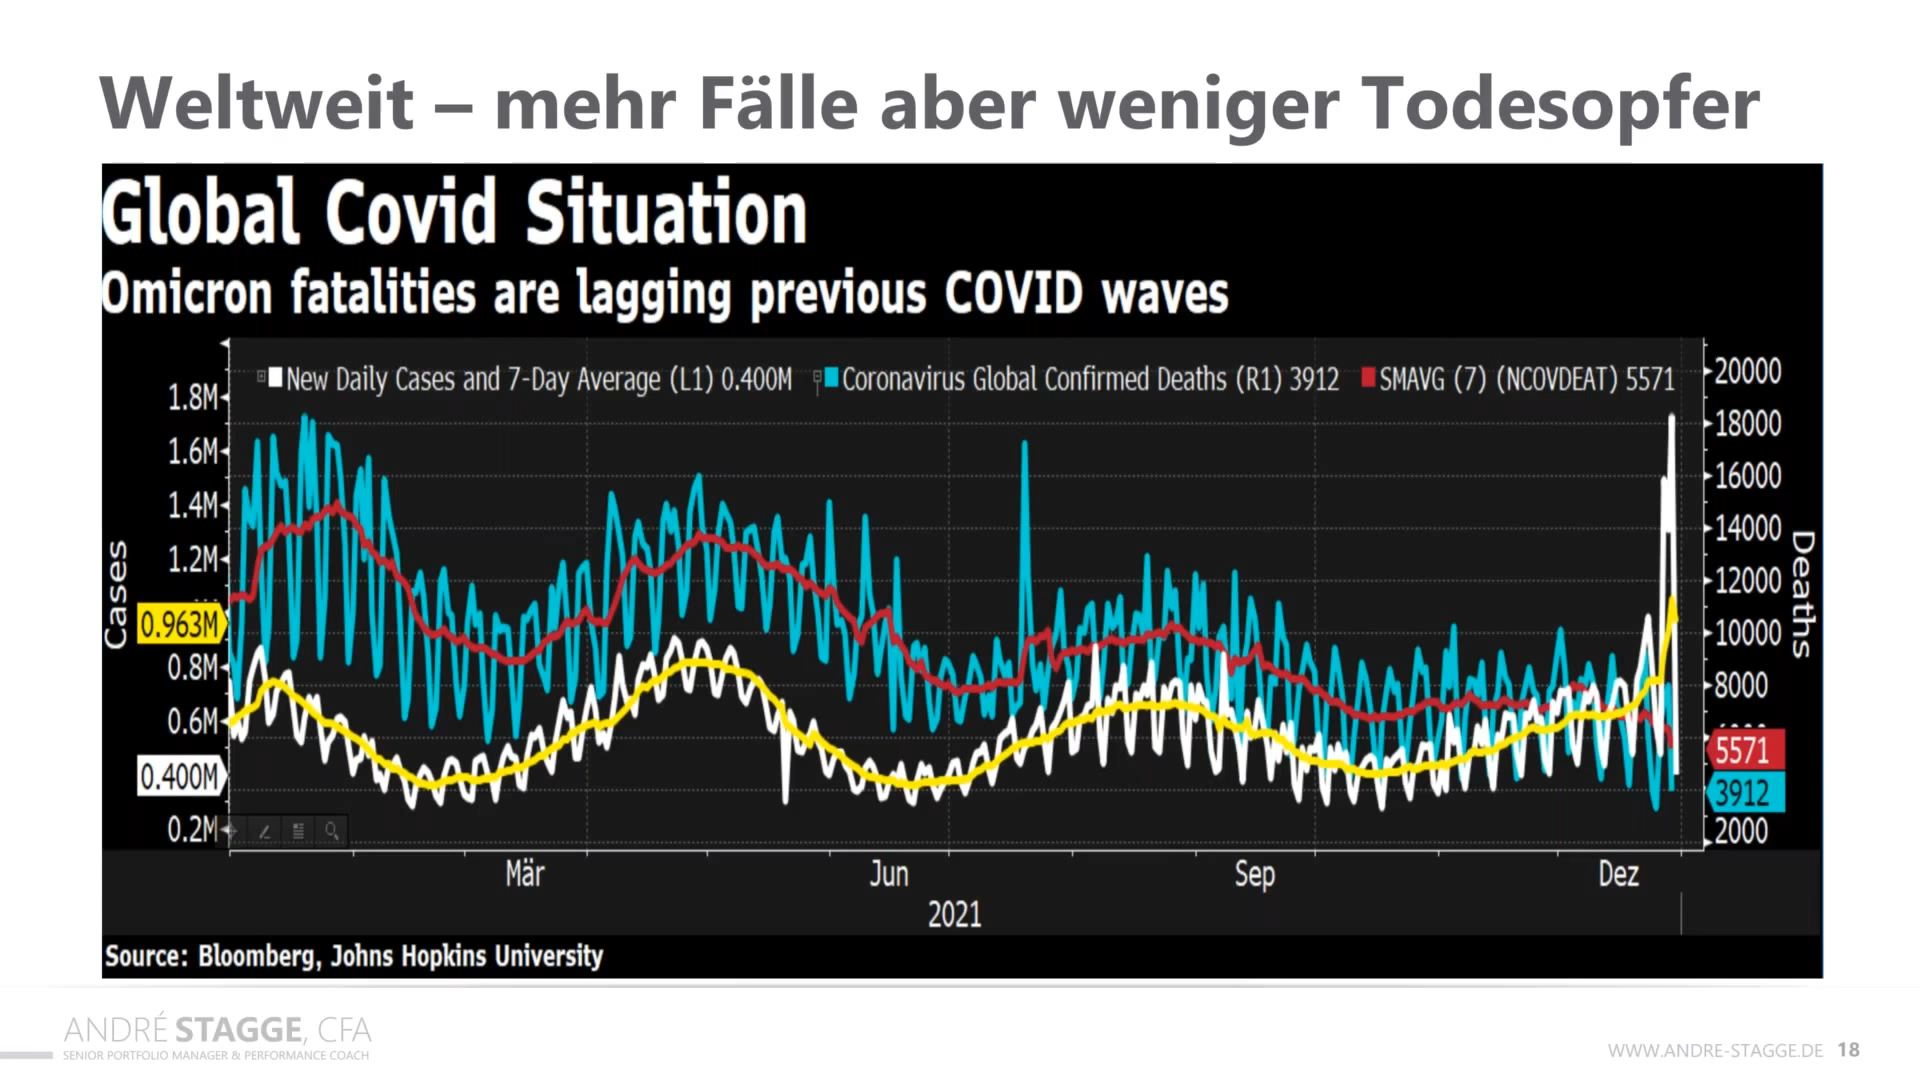 Weltweit – mehr Fälle aber weniger Todesopfer
Global Covid Situation
Omicron fatalities are lagging previous COVID waves
New Daily Cases and 7-Day Average (L1) 0.400M Coronavirus Global Confirmed Deaths (R1) 3912 SMAVG (7) (NCOVDEAT) 5571
Cases
1.8M
1.6M
1.4M
1.2M
0.963M
0.8M
0.6M
0.400M
0.2M
20000
18000
16000
14000
12000
10000
8000
5571
3912
2000
Deaths
Mär Jun Sep Dez
2021
Source: Bloomberg, Johns Hopkins University
ANDRÉ STAGGE, CFA
SENIOR PORTFOLIO MANAGER & PERFORMANCE COACH
WWW.ANDRE-STAGGE.DE 18